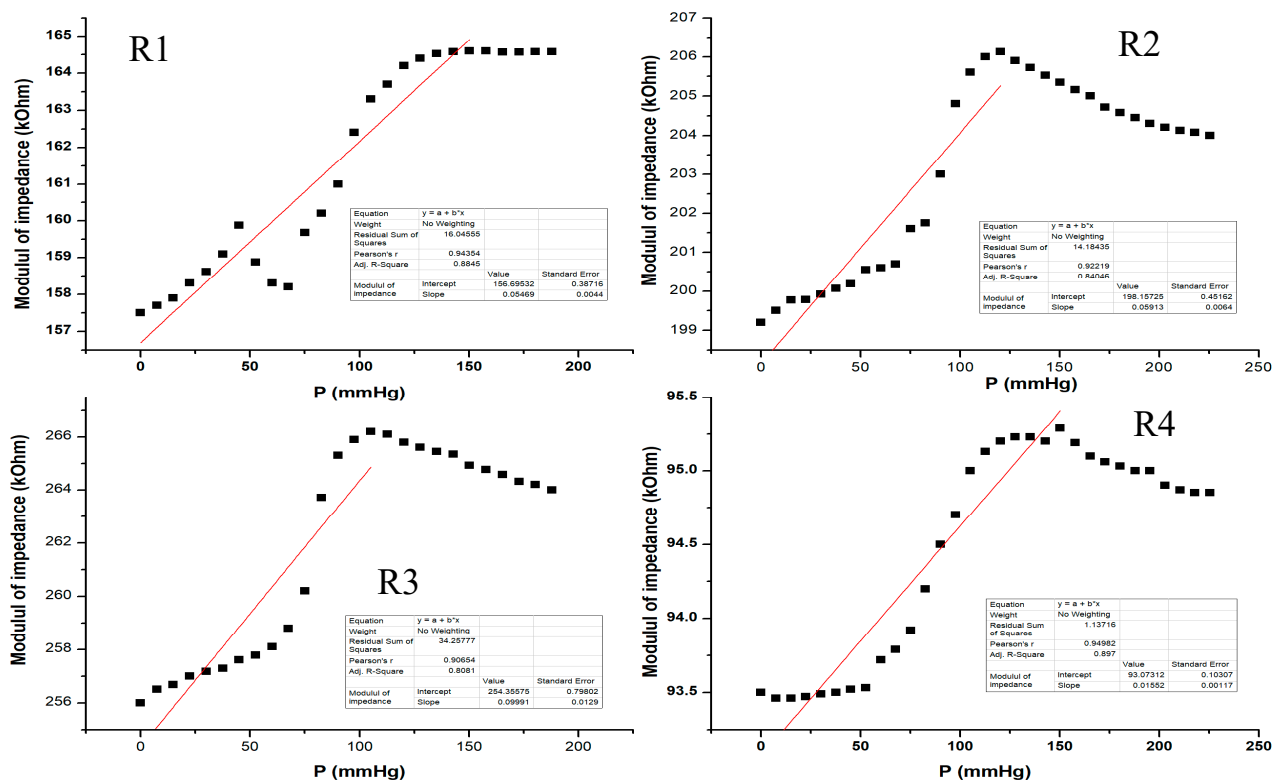 R1
Modulul of impedance (kOhm)
165
164
163
162
161
160
159
158
157
0
50
100
150
200
P (mmHg)
Equation y = a + b*x
Weight No Weighting
Residual Sum of Squares 16.04555
Pearson's r 0.94354
Adj. R-Square 0.8845
Value Standard Error
Modulul of impedance Intercept 156.69532 0.38716
Slope 0.05469 0.0044
R2
Modulul of impedance (kOhm)
207
206
205
204
203
202
201
200
199
0
50
100
150
200
250
P (mmHg)
Equation y = a + b*x
Weight No Weighting
Residual Sum of Squares 14.18435
Pearson's r 0.92219
Adj. R-Square 0.84046
Value Standard Error
Modulul of impedance Intercept 198.15725 0.45162
Slope 0.05913 0.0064
R3
Modulul of impedance (kOhm)
266
264
262
260
258
256
0
50
100
150
200
P (mmHg)
Equation y = a + b*x
Weight No Weighting
Residual Sum of Squares 34.25777
Pearson's r 0.90654
Adj. R-Square 0.8081
Value Standard Error
Modulul of impedance Intercept 254.35575 0.79802
Slope 0.09991 0.0129
R4
Modulul of impedance (kOhm)
95.5
95.0
94.5
94.0
93.5
0
50
100
150
200
250
P (mmHg)
Equation y = a + b*x
Weight No Weighting
Residual Sum of Squares 1.13716
Pearson's r 0.94982
Adj. R-Square 0.897
Value Standard Error
Modulul of impedance Intercept 93.07312 0.10307
Slope 0.01552 0.00117